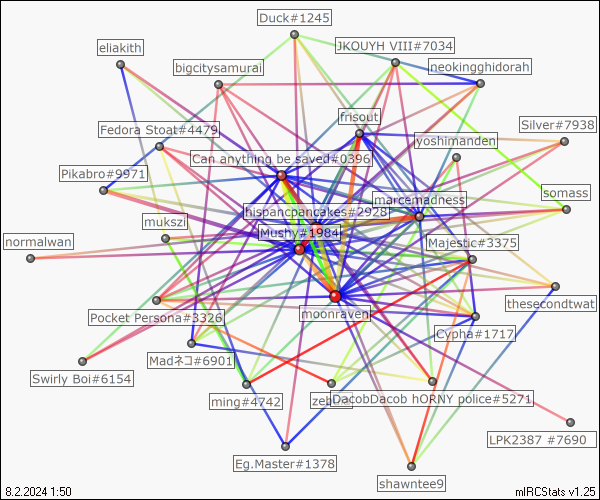 Duck#1245
JKOUYH VIII#7034
eliakith
bigcitysamurai
neokingghidorah
frisout
Silver#7938
Fedora Stoat#4479
yoshimanden
Can anything be saved#0396
Pikabro#9971
somass
marcemadness
hispancpancakes#2928
mukszi
Mushy#1984
normalwan
Majestic#3375
thesecondtwat
moonraven
Pocket Persona#3326
Cypha#1717
Madネコ#6901
Swirly Boi#6154
ming#4742
DacobDacob hORNY police#5271
LPK2387 #7690
Eg.Master#1378
shawntee9
8.2.2024 1:50
mIRCStats v1.25